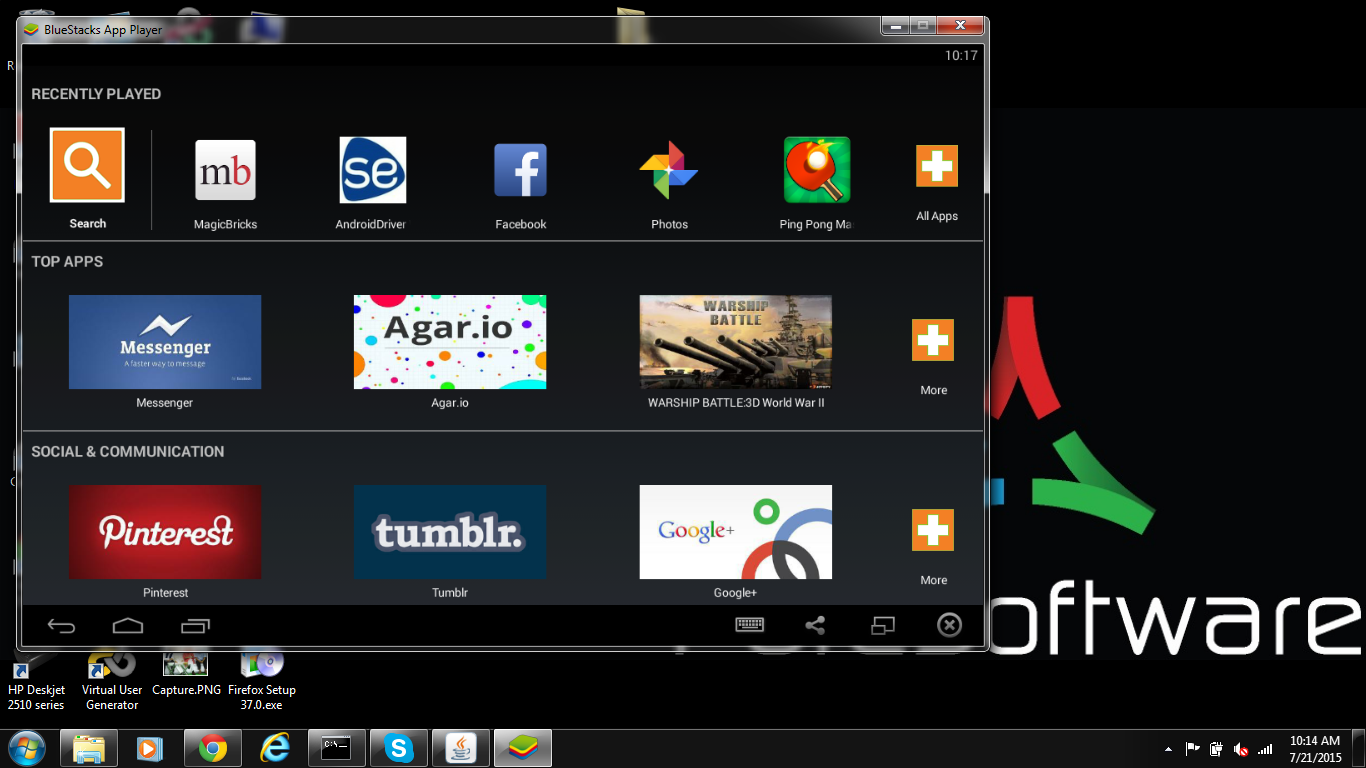 BlueStacks App Player
10:17
RECENTLY PLAYED
mb
se
Search
MagicBricks
AndroidDriver
Facebook
Photos
Ping Pong Ma
All Apps
TOP APPS
Messenger
A faster way to message
Agar.io
WARSHIP
BATTLE
Messenger
Agar.io
WARSHIP BATTLE:3D World War II
More
SOCIAL & COMMUNICATION
Pinterest
tumblr.
Google+
Pinterest
Tumblr
Google+
More
HP Deskjet
2510 series
Virtual User
Generator
Capture.PNG
Firefox Setup
37.0.exe
C:\
10:14 AM
7/21/2015